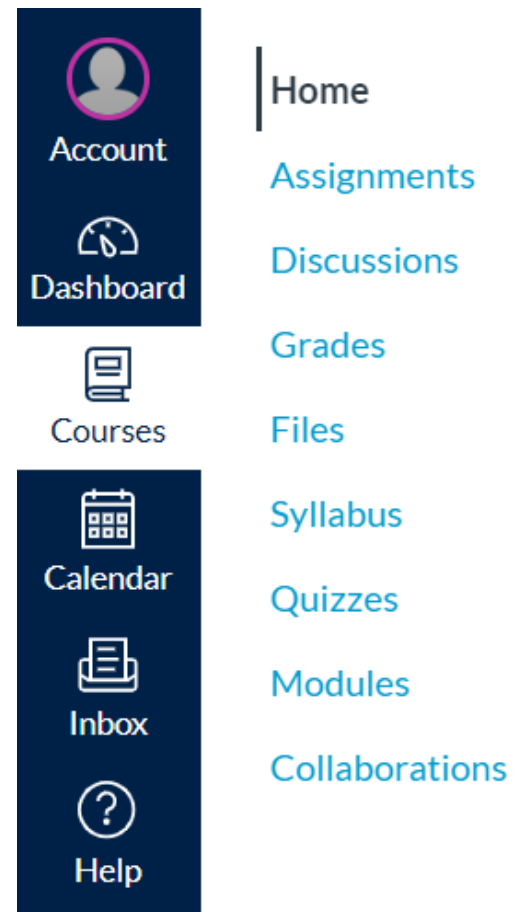 Account
Dashboard
Courses
Calendar
Inbox
Help
Home
Assignments
Discussions
Grades
Files
Syllabus
Quizzes
Modules
Collaborations